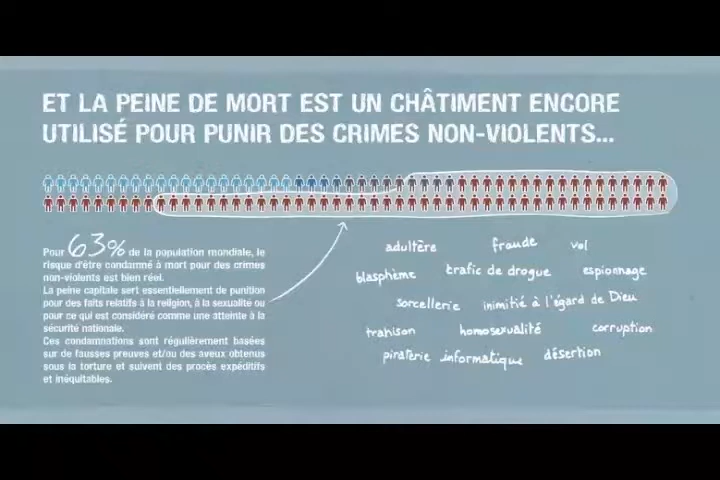 ET LA PEINE DE MORT EST UN CHÂTIMENT ENCORE
UTILISÉ POUR PUNIR DES CRIMES NON-VIOLENTS...
Pour 63% de la population mondiale, le
risque d'être condamné à mort pour des crimes
non-violents est bien réel.
La peine capitale sert essentiellement de punition
pour des faits relatifs à la religion, à la sexualité ou
pour ce qui est considéré comme une atteinte à la
sécurité nationale.
Ces condamnations sont régulièrement basées
sur de fausses preuves et/ou des aveux obtenus
sous la torture et suivent des procès expéditifs
et inéquitables.
adultère fraude vol
blasphème trafic de drogue espionnage
sorcellerie inimitié à l'égard de Dieu
trahison homosexualité corruption
piraterie informatique désertion